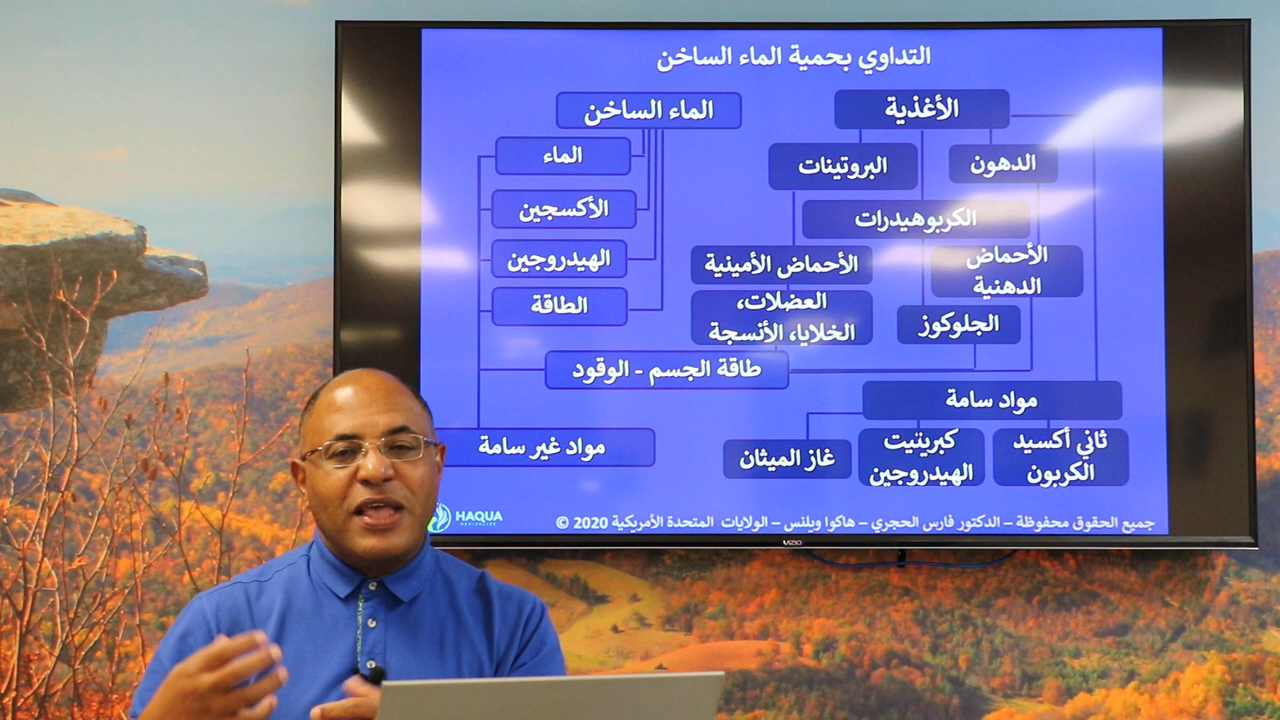 التداوي بحمية الماء الساخن
الأغذية
الدهون
البروتينات
الكربوهيدرات
الأحماض
الدهنية
الأحماض الأمينية
الجلوكوز
العضلات،
الخلايا، الأنسجة
الماء الساخن
الماء
الأكسجين
الهيدروجين
الطاقة
طاقة الجسم - الوقود
مواد سامة
ثاني أكسيد
الكربون
كبريتيت
الهيدروجين
غاز الميثان
مواد غير سامة
جميع الحقوق محفوظة – الدكتور فارس الحجري – هاكوا ويلنس – الولايات المتحدة الأمريكية 2020 ©
HAQUA
REVITALIZE
VIZIO